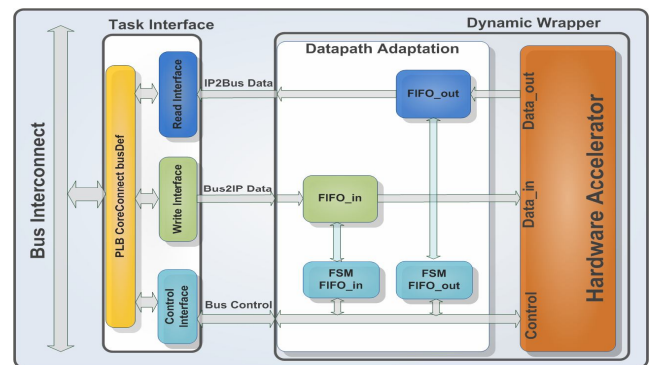 Task Interface
Dynamic Wrapper
Datapath Adaptation
Bus Interconnect
PLB CoreConnect busDef
Read Interface
IP2Bus Data
FIFO_out
Data_out
Write Interface
Bus2IP Data
FIFO_in
Data_in
Hardware Accelerator
FSM
FIFO_in
FSM
FIFO_out
Control
Interface
Bus Control
Control